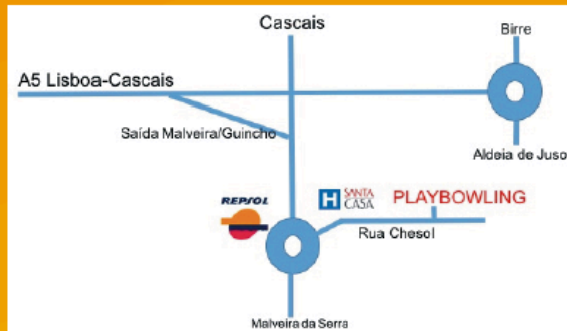 Cascais
Birre
A5 Lisboa-Cascais
Saída Malveira/Guincho
Aldeia de Juso
REPSOL
H SANTA
CASA
PLAYBOWLING
Rua Chesol
Malveira da Serra